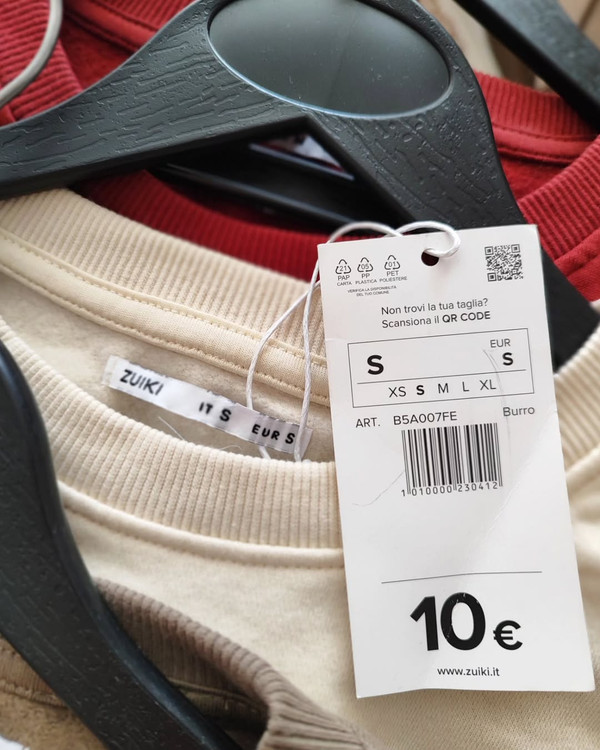 21 05 01
PAP PP PET
CARTA PLASTICA POLIESTERE
VERIFICA LA DISPONIBILITÀ
DEL TUO COMUNE
Non trovi la tua taglia?
Scansiona il QR CODE
EUR
S S
XS S M L XL
ART. B5A007FE Burro
1 010000 230412
10€
www.zuiki.it
ZUIKI IT S EUR S